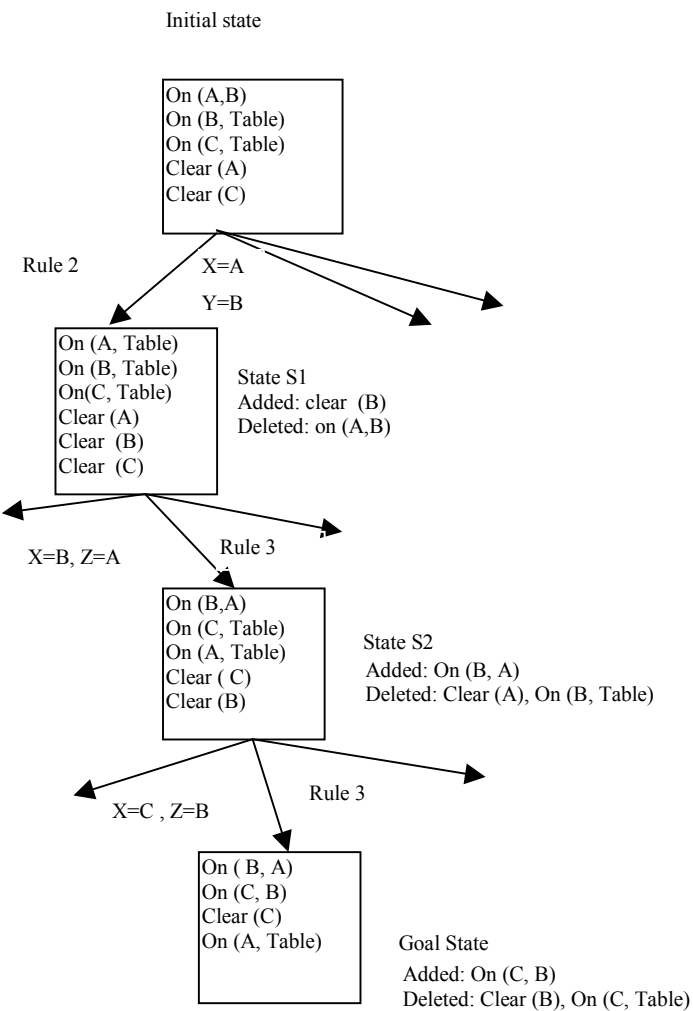 Initial state
On (A,B)
On (B, Table)
On (C, Table)
Clear (A)
Clear (C)
Rule 2
X=A
Y=B
On (A, Table)
On (B, Table)
On(C, Table)
Clear (A)
Clear  (B)
Clear  (C)
State S1
Added: clear  (B)
Deleted: on (A,B)
X=B, Z=A
Rule 3
On (B,A)
On (C, Table)
On (A, Table)
Clear ( C)
Clear (B)
State S2
Added: On (B, A)
Deleted: Clear (A), On (B, Table)
X=C , Z=B
Rule 3
On ( B, A)
On (C, B)
Clear (C)
On (A, Table)
Goal State
Added: On (C, B)
Deleted: Clear (B), On (C, Table)